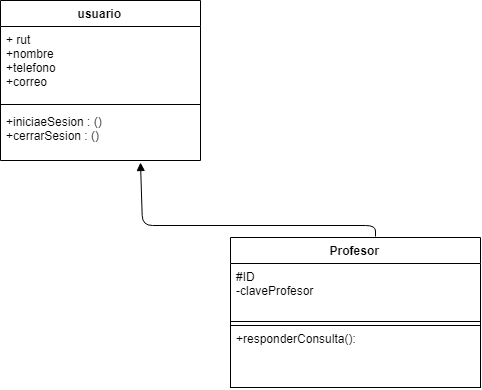 usuario
+ rut
+nombre
+telefono
+correo
+iniciaeSesion : ()
+cerrarSesion : ()
Profesor
#ID
-claveProfesor
+responderConsulta():